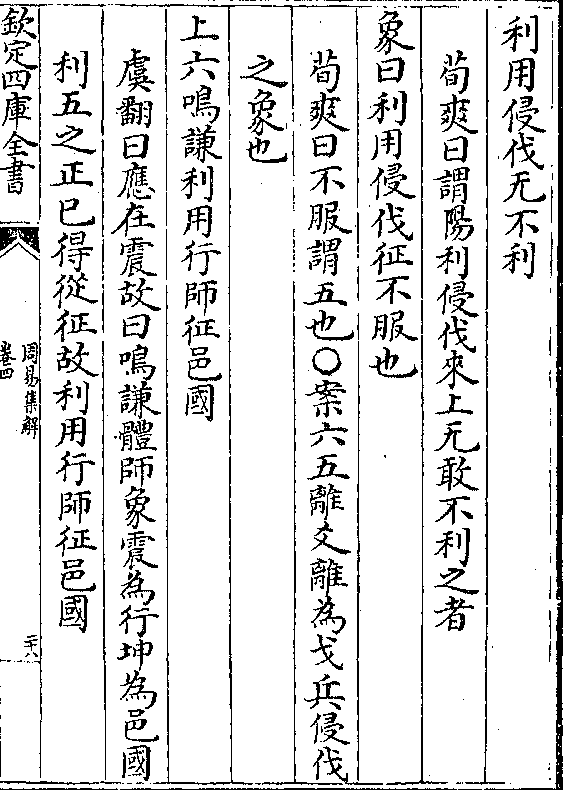 利用侵伐无不利
荀爽曰謂陽利侵伐來上无敢不利之者
象曰利用侵伐征不服也
荀爽曰不服謂五也○案六五離爻離為戈兵侵伐
之象也
上六鳴謙利用行師征邑國
虞翻曰應在震故曰鳴謙體師象震為行坤為邑國
利五之正已得從征故利用行師征邑國
欽定四庫全書
周易集解
卷四
二六